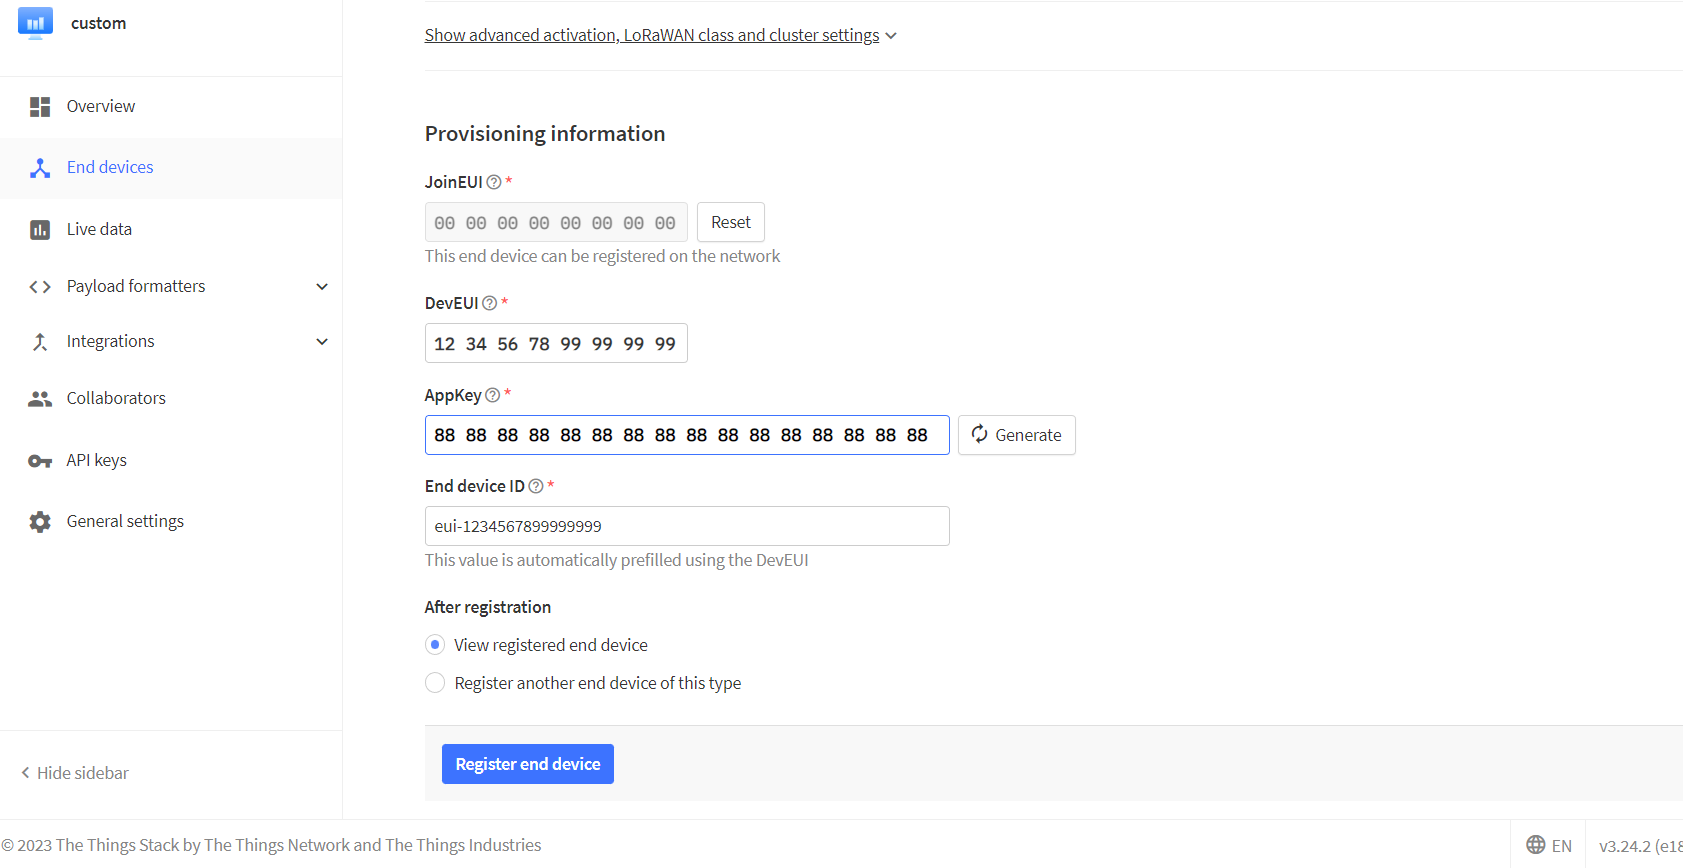 custom
Overview
End devices
Live data
Payload formatters
Integrations
Collaborators
API keys
General settings
Hide sidebar
Show advanced activation, LoRaWAN class and cluster settings
Provisioning information
JoinEUI *
00 00 00 00 00 00 00 00 Reset
This end device can be registered on the network
DevEUI *
12 34 56 78 99 99 99 99
AppKey *
88 88 88 88 88 88 88 88 88 88 88 88 88 88 88 88 Generate
End device ID *
eui-1234567899999999
This value is automatically prefilled using the DevEUI
After registration
View registered end device
Register another end device of this type
Register end device
© 2023 The Things Stack by The Things Network and The Things Industries
EN
v3.24.2 (e18